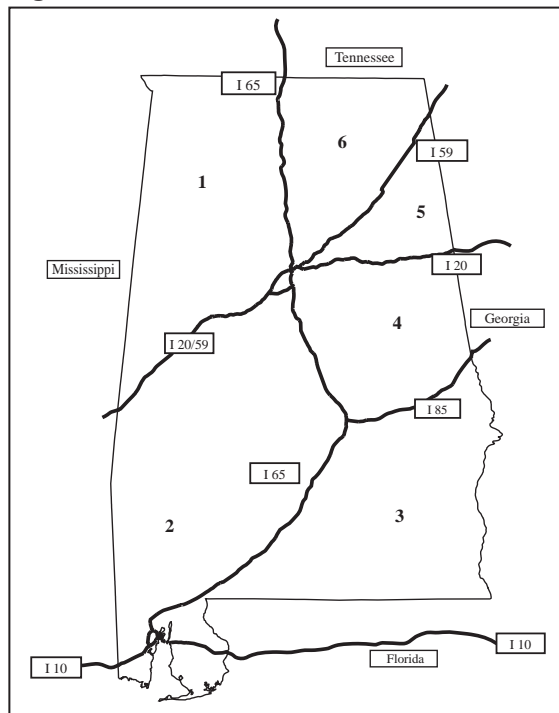 Tennessee
I 65
6
I 59
1
5
I 20
Mississippi
Georgia
4
I 20/59
I 85
I 65
3
2
I 10
Florida
I 10